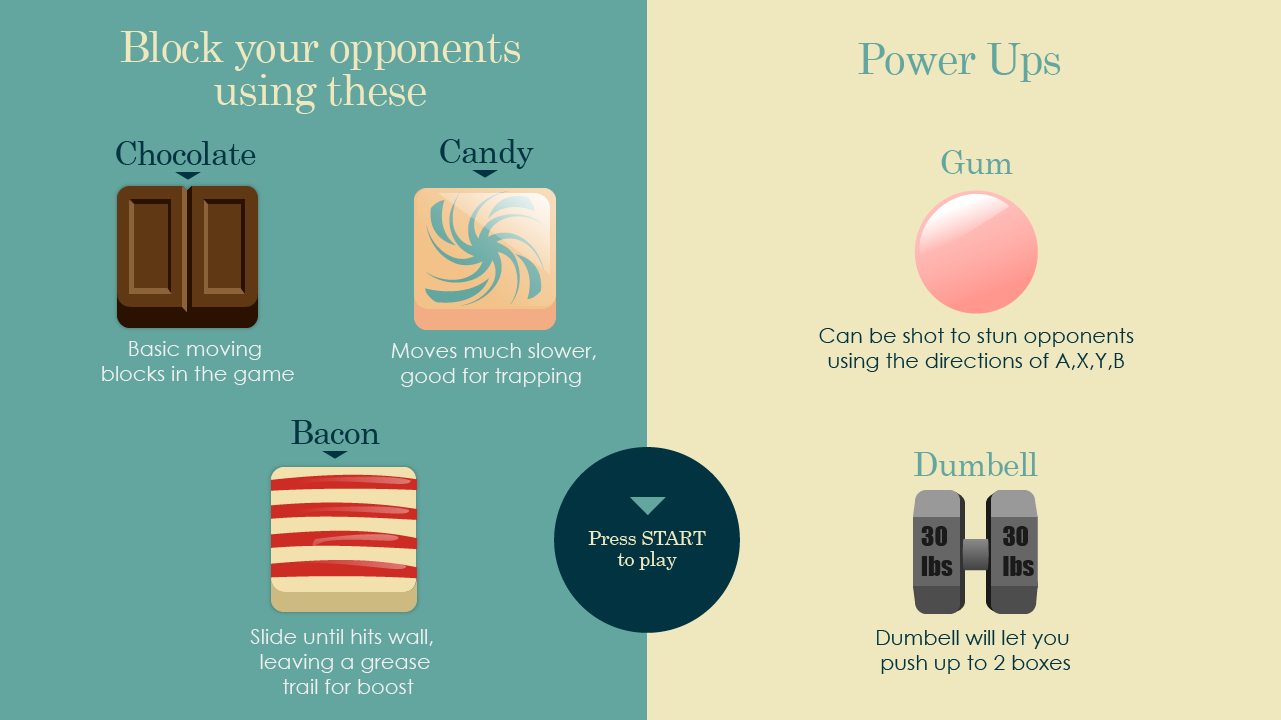 Block your opponents
using these
Chocolate
Basic moving
blocks in the game
Candy
Moves much slower,
good for trapping
Bacon
Slide until hits wall,
leaving a grease
trail for boost
Press START
to play
Power Ups
Gum
Can be shot to stun opponents
using the directions of A,X,Y,B
Dumbell
30 30
lbs lbs
Dumbell will let you
push up to 2 boxes